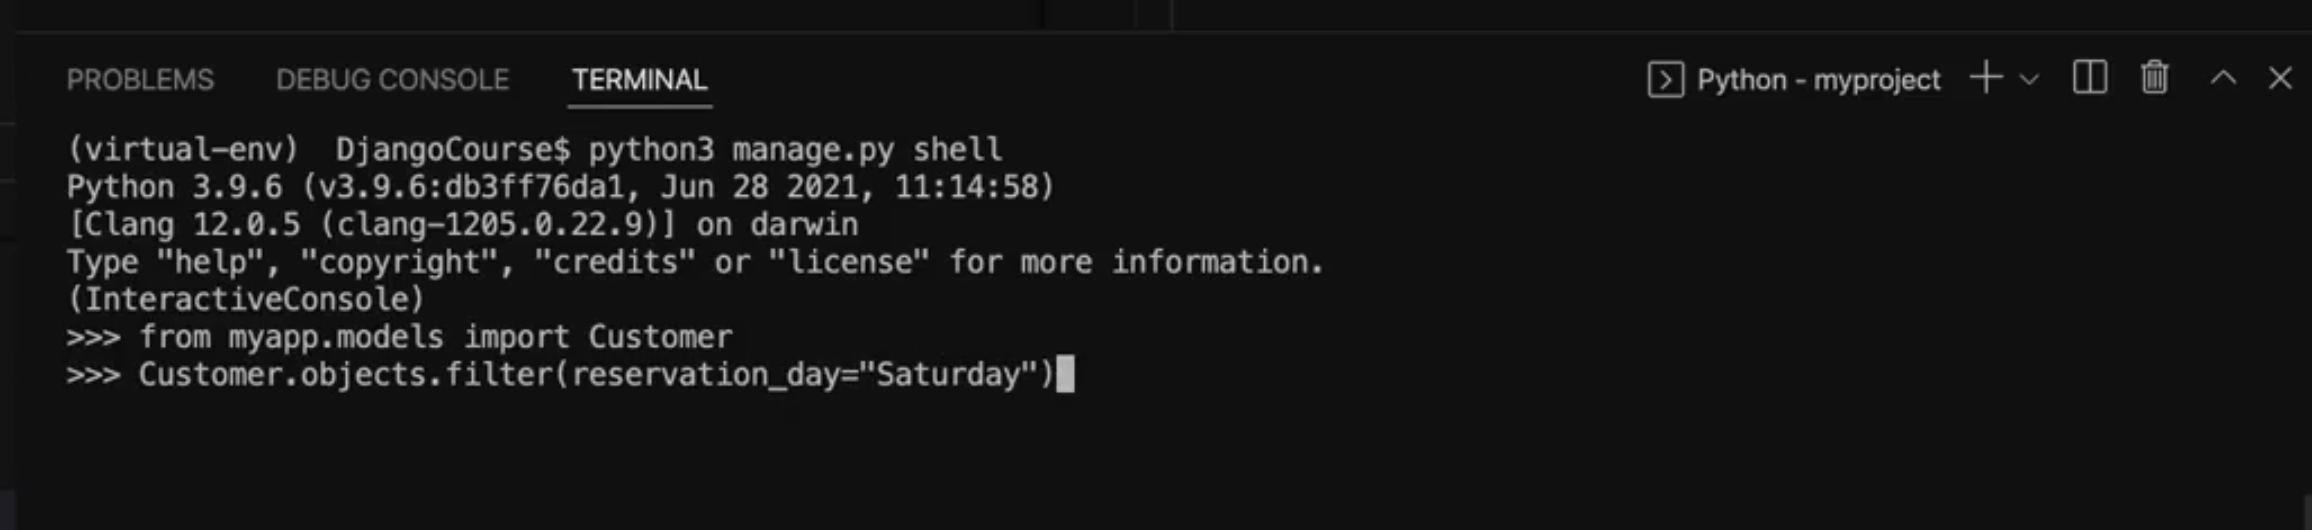 PROBLEMS DEBUG CONSOLE TERMINAL Python - myproject
(virtual-env)  DjangoCourse$ python3 manage.py shell
Python 3.9.6 (v3.9.6:db3ff76da1, Jun 28 2021, 11:14:58)
[Clang 12.0.5 (clang-1205.0.22.9)] on darwin
Type "help", "copyright", "credits" or "license" for more information.
(InteractiveConsole)
>>> from myapp.models import Customer
>>> Customer.objects.filter(reservation_day="Saturday")